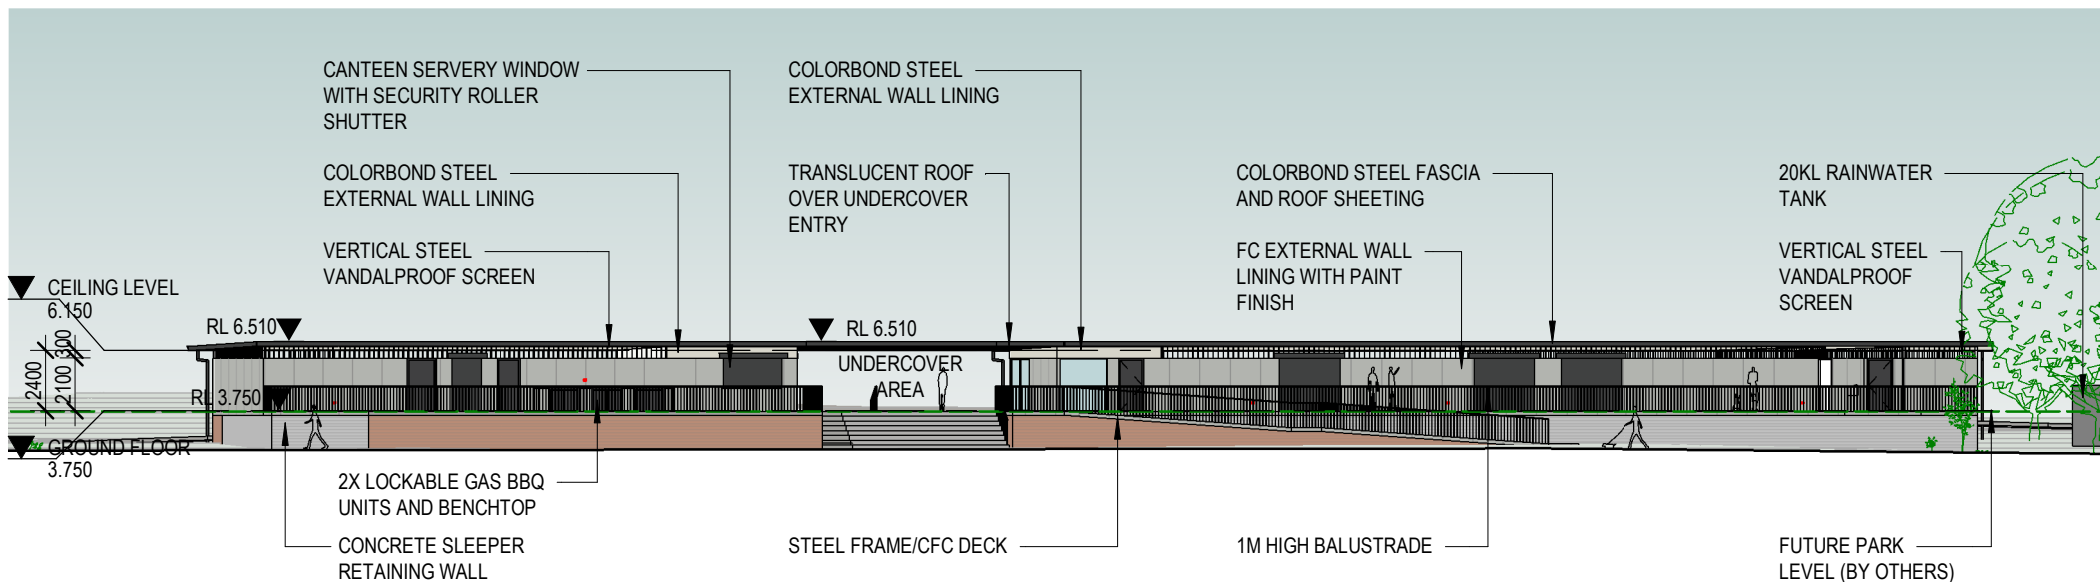 CANTEEN SERVERY WINDOW
WITH SECURITY ROLLER
SHUTTER
COLORBOND STEEL
EXTERNAL WALL LINING
VERTICAL STEEL
VANDALPROOF SCREEN
COLORBOND STEEL
EXTERNAL WALL LINING
TRANSLUCENT ROOF
OVER UNDERCOVER
ENTRY
COLORBOND STEEL FASCIA
AND ROOF SHEETING
FC EXTERNAL WALL
LINING WITH PAINT
FINISH
20KL RAINWATER
TANK
VERTICAL STEEL
VANDALPROOF
SCREEN
CEILING LEVEL
6.150
RL 6.510
RL 6.510
300
2400
2100
UNDERCOVER
AREA
RL 3.750
GROUND FLOOR
3.750
2X LOCKABLE GAS BBQ
UNITS AND BENCHTOP
CONCRETE SLEEPER
RETAINING WALL
STEEL FRAME/CFC DECK
1M HIGH BALUSTRADE
FUTURE PARK
LEVEL (BY OTHERS)